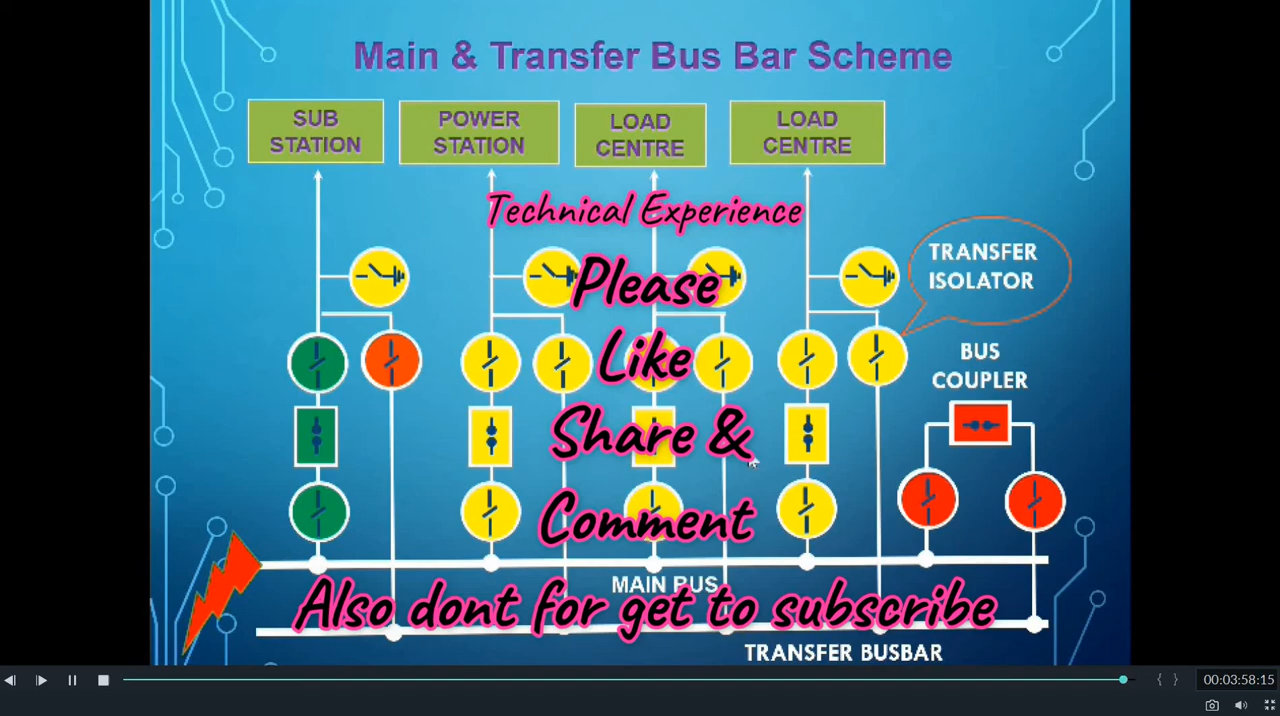 Main & Transfer Bus Bar Scheme
SUB
STATION
POWER
STATION
LOAD
CENTRE
LOAD
CENTRE
Technical Experience
TRANSFER
ISOLATOR
Please
Like
BUS
COUPLER
Share &
Comment
MAIN BUS
Also dont for get to subscribe
TRANSFER BUSBAR
00:03:58:15